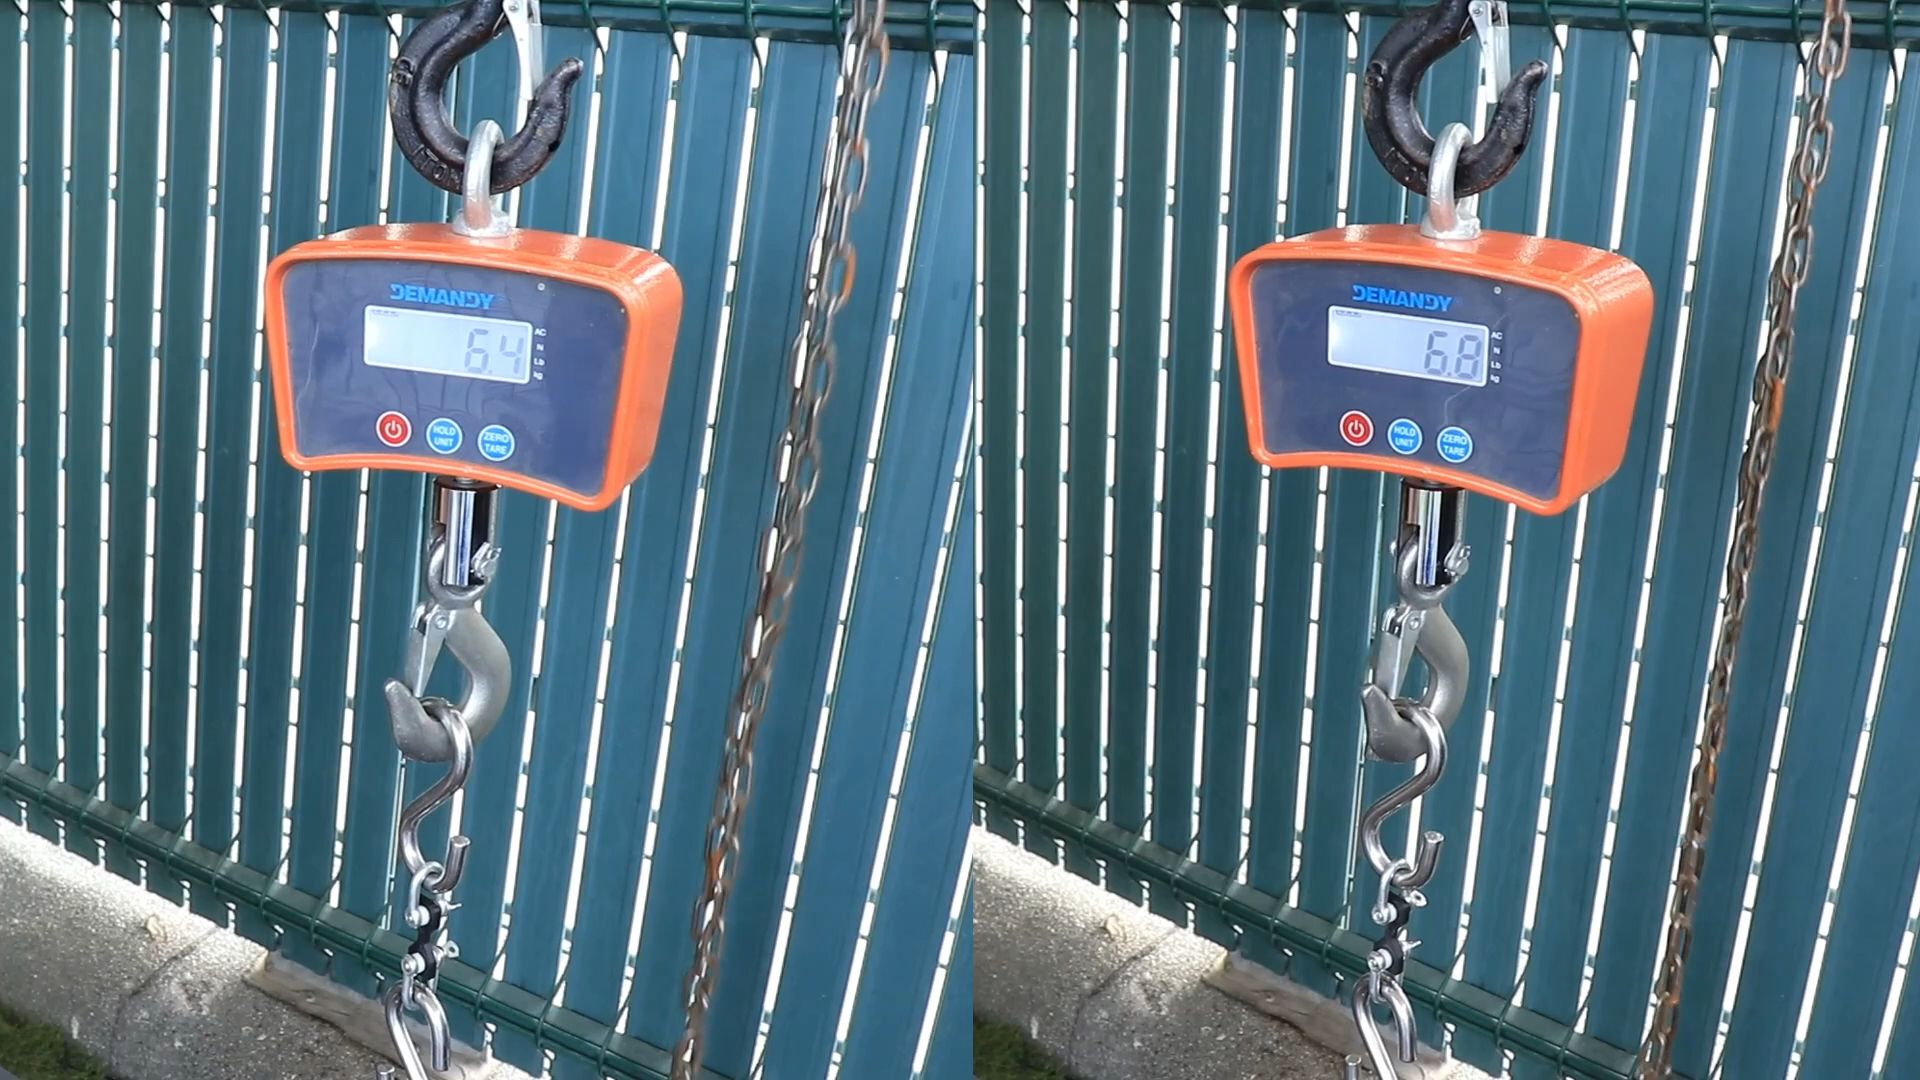 DEMANDY
6.4
AC
N
Lb
kg
HOLD
UNIT
ZERO
TARE
DEMANDY
6.8
AC
N
Lb
kg
HOLD
UNIT
ZERO
TARE